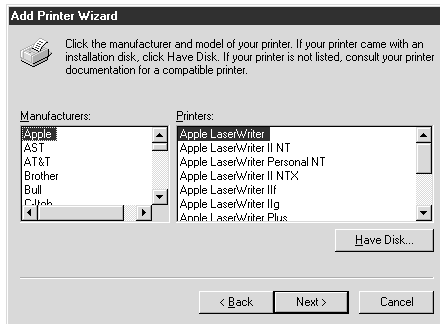 Add Printer Wizard
Click the manufacturer and model of your printer. If your printer came with an
installation disk, click Have Disk. If your printer is not listed, consult your printer
documentation for a compatible printer.
Manufacturers:
Apple
AST
AT&T
Brother
Bull
C-Itoh
Printers:
Apple LaserWriter
Apple LaserWriter II NT
Apple LaserWriter Personal NT
Apple LaserWriter II NTX
Apple LaserWriter IIf
Apple LaserWriter IIg
Apple LaserWriter Plus
Have Disk...
< Back
Next >
Cancel